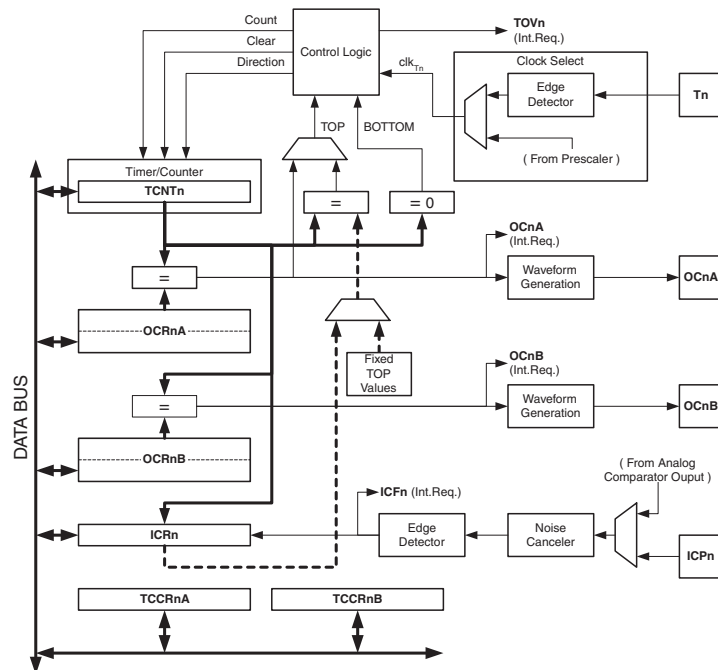 Count
Clear
Direction
Control Logic
TOVn
(Int.Req.)
clkTn
Clock Select
Edge
Detector
Tn
( From Prescaler )
TOP
BOTTOM
Timer/Counter
TCNTn
=
= 0
=
OCnA
(Int.Req.)
Waveform
Generation
OCnA
OCRnA
Fixed
TOP
Values
OCnB
(Int.Req.)
=
Waveform
Generation
OCnB
OCRnB
DATA BUS
( From Analog
Comparator Ouput )
ICFn (Int.Req.)
ICRn
Edge
Detector
Noise
Canceler
ICPn
TCCRnA
TCCRnB